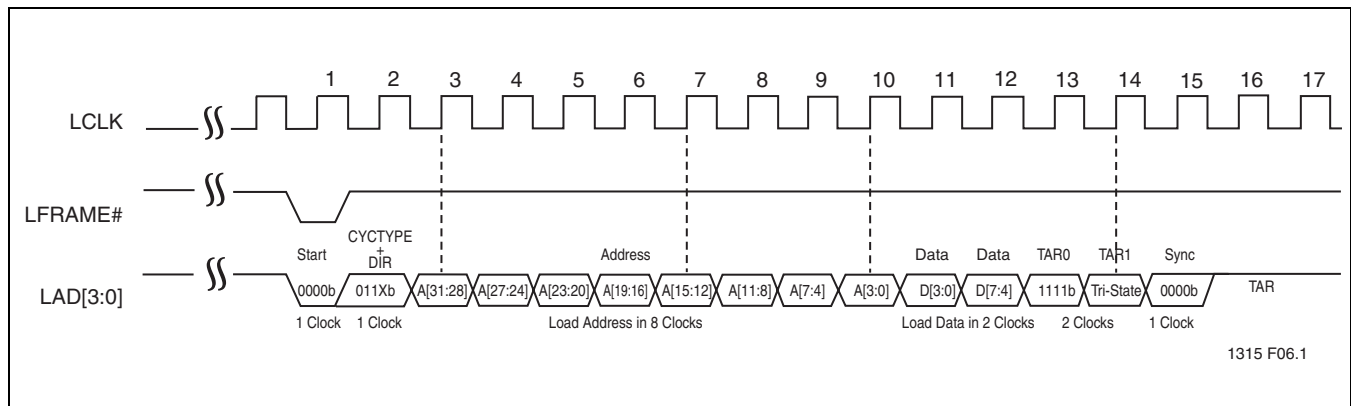 1 2 3 4 5 6 7 8 9 10 11 12 13 14 15 16 17
LCLK
LFRAME#
CYCTYPE
+
DIR
Start Address Data Data TAR0 TAR1 Sync
LAD[3:0] 0000b 011Xb A[31:28] A[27:24] A[23:20] A[19:16] A[15:12] A[11:8] A[7:4] A[3:0] D[3:0] D[7:4] 1111b Tri-State 0000b TAR
1 Clock 1 Clock Load Address in 8 Clocks Load Data in 2 Clocks 2 Clocks 1 Clock
1315 F06.1